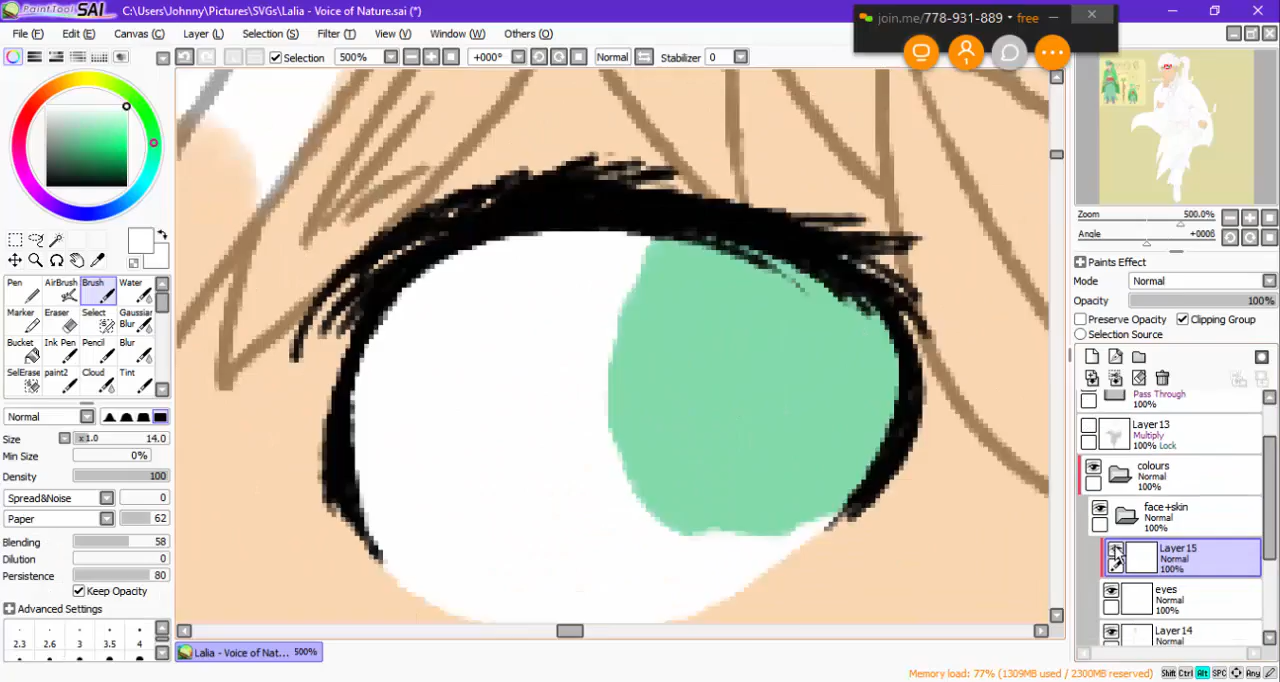 PaintTools SAI C:\Users\Johnny\Pictures\SVGs\Lalia - Voice of Nature.sai (*)
join.me/778-931-889 • free
File (F) Edit (E) Canvas (C) Layer (L) Selection (S) Filter (T) View (V) Window (W) Others (O)
Selection 500% +000° Normal Stabilizer 0
Zoom 500.0%
Angle +000θ
Paints Effect
Mode Normal
Opacity 100%
Preserve Opacity Clipping Group
Selection Source
Pen AirBrush Brush Water
Marker Eraser Select Gaussian Blur
Bucket Ink Pen Pencil Blur
SelErase paint2 Cloud Tint
Normal
Size x1.0 14.0
Min Size 0%
Density 100
Spread&Noise 0
Paper 62
Blending 58
Dilution 0
Persistence 80
Keep Opacity
Advanced Settings
2.3 2.6 3 3.5 4
Pass Through
100%
Layer13
Multiply
100% Lock
colours
Normal
100%
face+skin
Normal
100%
Layer15
Normal
100%
eyes
Normal
100%
Layer14
Normal
Lalia - Voice of Nat... 500%
Memory load: 77% (1309MB used / 2300MB reserved) Shift Ctrl Alt SPC Any